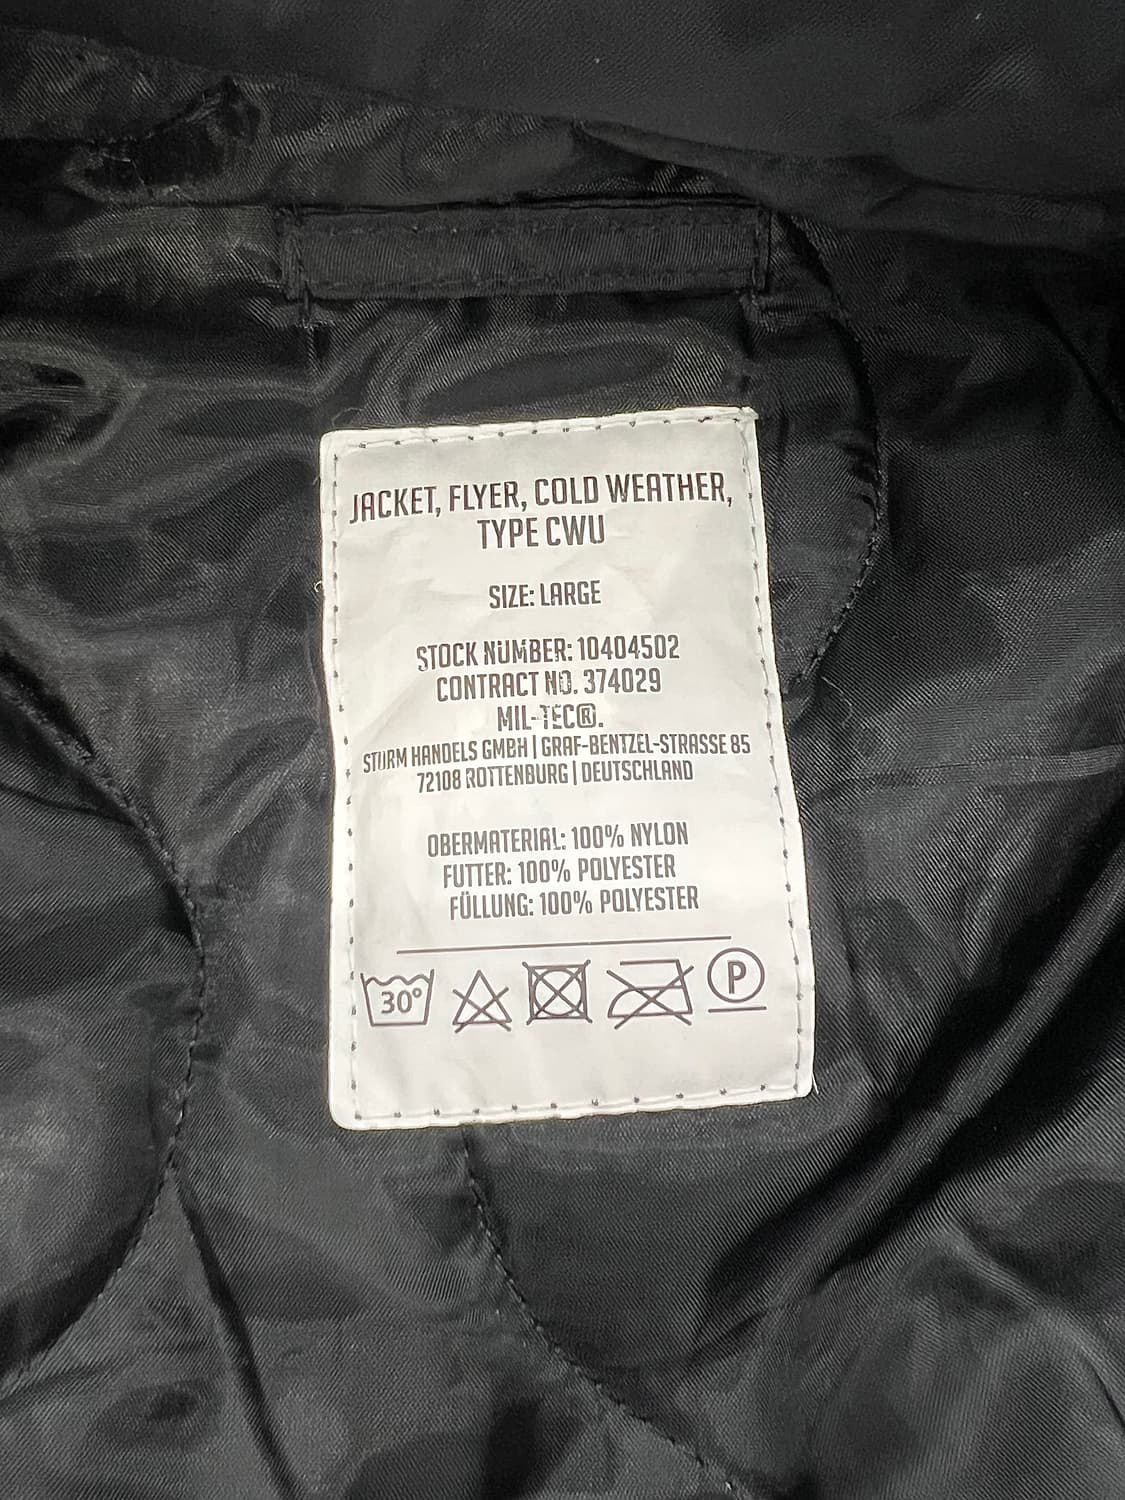 JACKET, FLYER, COLD WEATHER,
TYPE CWU
SIZE: LARGE
STOCK NUMBER: 10404502
CONTRACT NO. 374029
MIL-TEC®.
STURM HANDELS GMBH | GRAF-BENTZEL-STRASSE 85
72108 ROTTENBURG | DEUTSCHLAND
OBERMATERIAL: 100% NYLON
FUTTER: 100% POLYESTER
FÜLLUNG: 100% POLYESTER
30° P